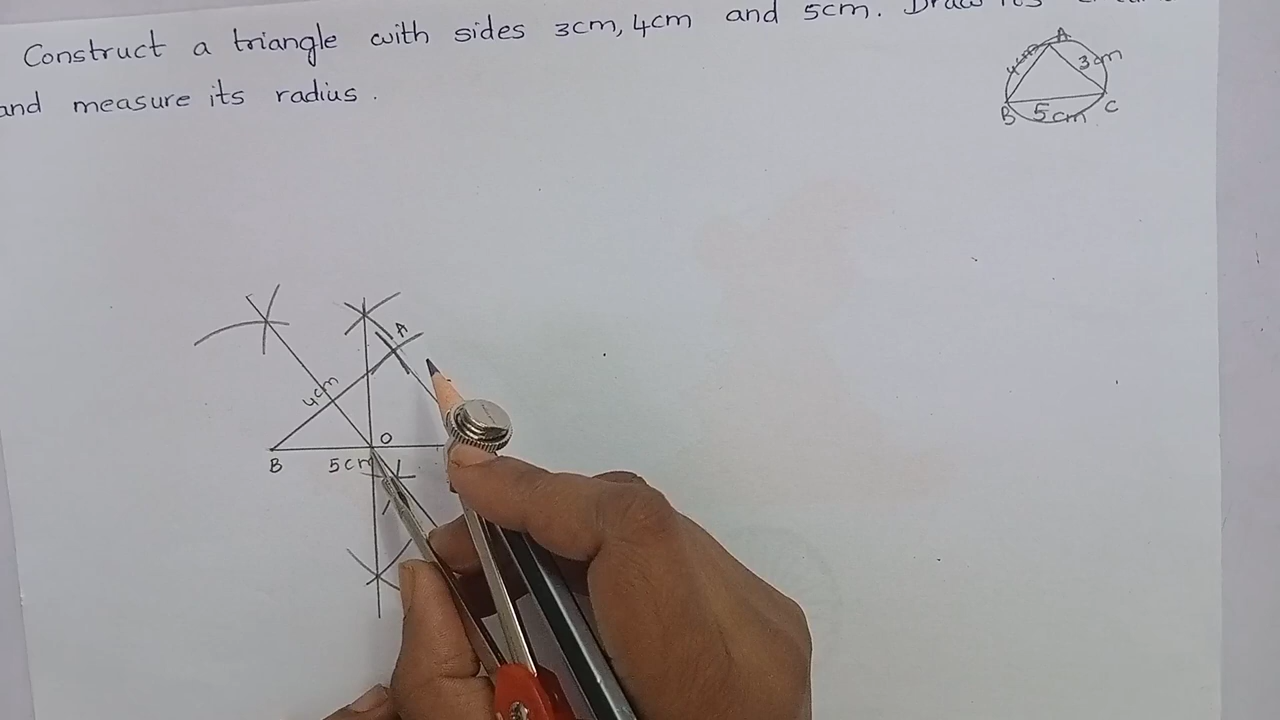 Construct a triangle with sides 3cm, 4cm and 5cm.
and measure its radius.
A
4cm
3cm
B
5cm
C
A
4cm
O
B
5cm